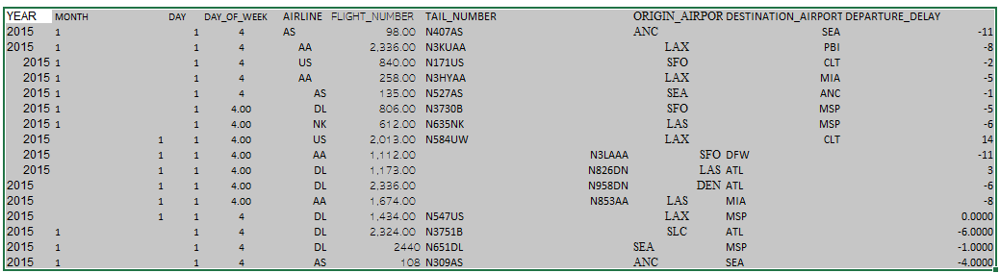 YEAR MONTH DAY DAY_OF_WEEK AIRLINE FLIGHT_NUMBER TAIL_NUMBER ORIGIN_AIRPOR DESTINATION_AIRPORT DEPARTURE_DELAY
2015 1 1 4 AS 98.00 N407AS ANC SEA -11
2015 1 1 4 AA 2,336.00 N3KUAA LAX PBI -8
2015 1 1 4 US 840.00 N171US SFO CLT -2
2015 1 1 4 AA 258.00 N3HYAA LAX MIA -5
2015 1 1 4 AS 135.00 N527AS SEA ANC -1
2015 1 1 4.00 DL 806.00 N3730B SFO MSP -5
2015 1 1 4.00 NK 612.00 N635NK LAS MSP -6
2015 1 1 4.00 US 2,013.00 N584UW LAX CLT 14
2015 1 1 4.00 AA 1,112.00 N3LAAA SFO DFW -11
2015 1 1 4.00 DL 1,173.00 N826DN LAS ATL 3
2015 1 1 4.00 DL 2,336.00 N958DN DEN ATL -6
2015 1 1 4.00 AA 1,674.00 N853AA LAS MIA -8
2015 1 1 4 DL 1,434.00 N547US LAX MSP 0.0000
2015 1 1 4 DL 2,324.00 N3751B SLC ATL -6.0000
2015 1 1 4 DL 2440 N651DL SEA MSP -1.0000
2015 1 1 4 AS 108 N309AS ANC SEA -4.0000